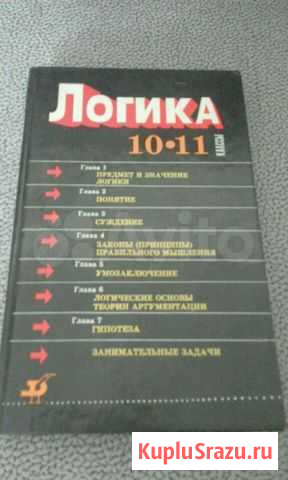 ЛОГИКА
10•11
Глава 1
ПРЕДМЕТ И ЗНАЧЕНИЕ
ЛОГИКИ
Глава 2
ПОНЯТИЕ
Глава 3
СУЖДЕНИЕ
Глава 4
ЗАКОНЫ (ПРИНЦИПЫ)
ПРАВИЛЬНОГО МЫШЛЕНИЯ
Глава 5
УМОЗАКЛЮЧЕНИЕ
Глава 6
ЛОГИЧЕСКИЕ ОСНОВЫ
ТЕОРИИ АРГУМЕНТАЦИИ
Глава 7
ГИПОТЕЗА
ЗАНИМАТЕЛЬНЫЕ ЗАДАЧИ
Avito
KupluSrazu.ru